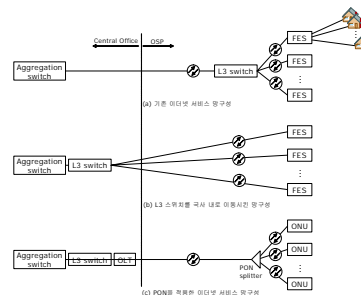 Central Office
OSP
Aggregation
switch
L3 switch
FES
FES
⋮
FES
(a) 기존 이더넷 서비스 망구성
Aggregation
switch
L3 switch
FES
FES
⋮
FES
(b) L3 스위치를 국사 내로 이동시킨 망구성
Aggregation
switch
L3 switch
OLT
PON
splitter
ONU
ONU
⋮
ONU
(c) PON을 적용한 이더넷 서비스 망구성